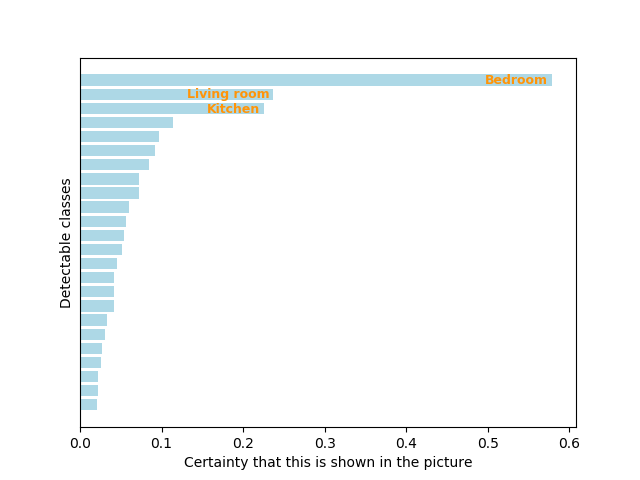 Bedroom
Living room
Kitchen
Detectable classes
0.0 0.1 0.2 0.3 0.4 0.5 0.6
Certainty that this is shown in the picture